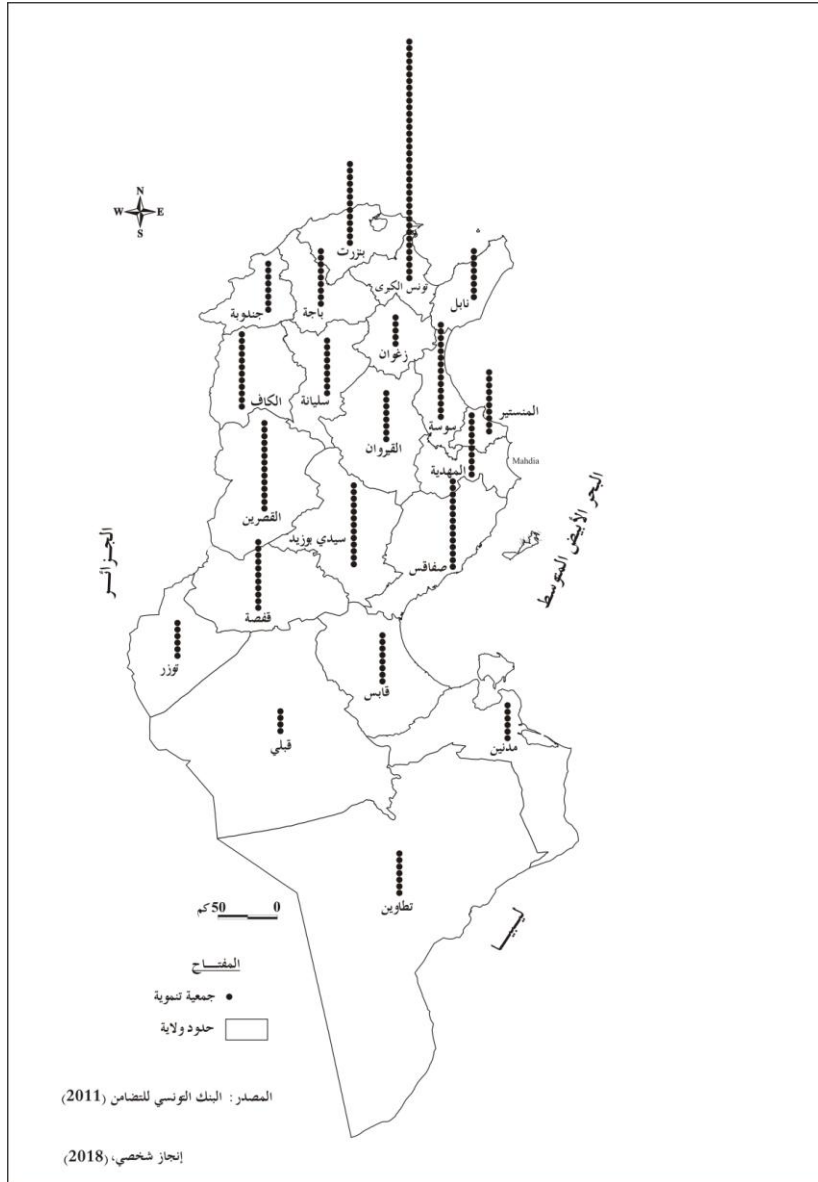 N
W E
S
بنزرت
تونس الكبرى
نابل
باجة
جندوبة
زغوان
سليانة
الكاف
سوسة
المنستير
القيروان
المهدية
Mahdia
القصرين
سيدي بوزيد
صفاقس
البحر الأبيض المتوسط
الجزائر
قفصة
توزر
قابس
قبلي
مدنين
تطاوين
ليبيا
0 50 كم
المفتاح
جمعية تنموية
حدود ولاية
المصدر: البنك التونسي للتضامن (2011)
إنجاز شخصي، (2018)